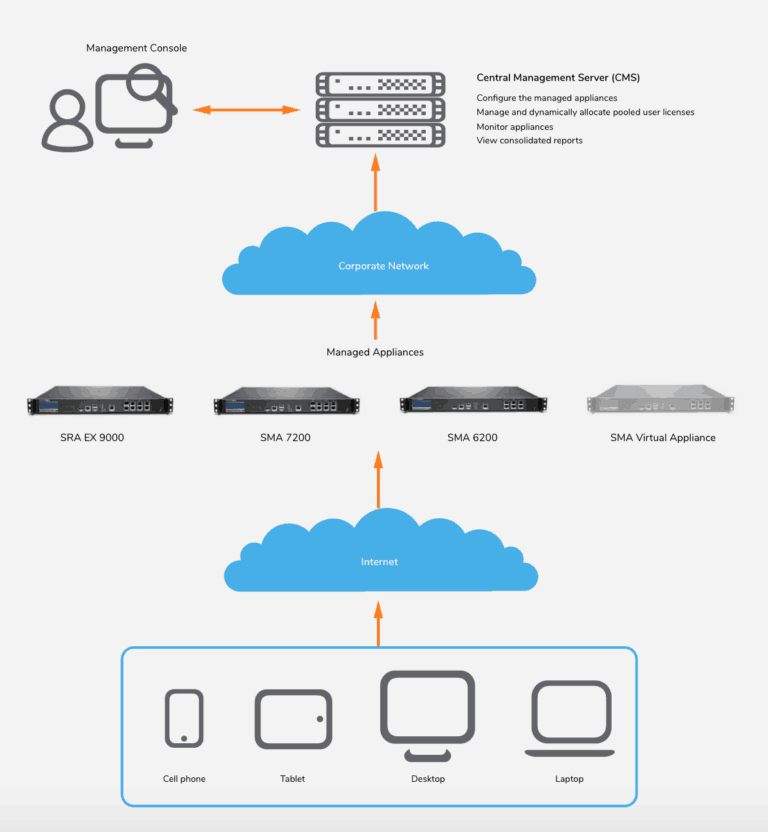 Management Console
Central Management Server (CMS)
Configure the managed appliances
Manage and dynamically allocate pooled user licenses
Monitor appliances
View consolidated reports
Corporate Network
Managed Appliances
SRA EX 9000
SMA 7200
SMA 6200
SMA Virtual Appliance
Internet
Cell phone
Tablet
Desktop
Laptop